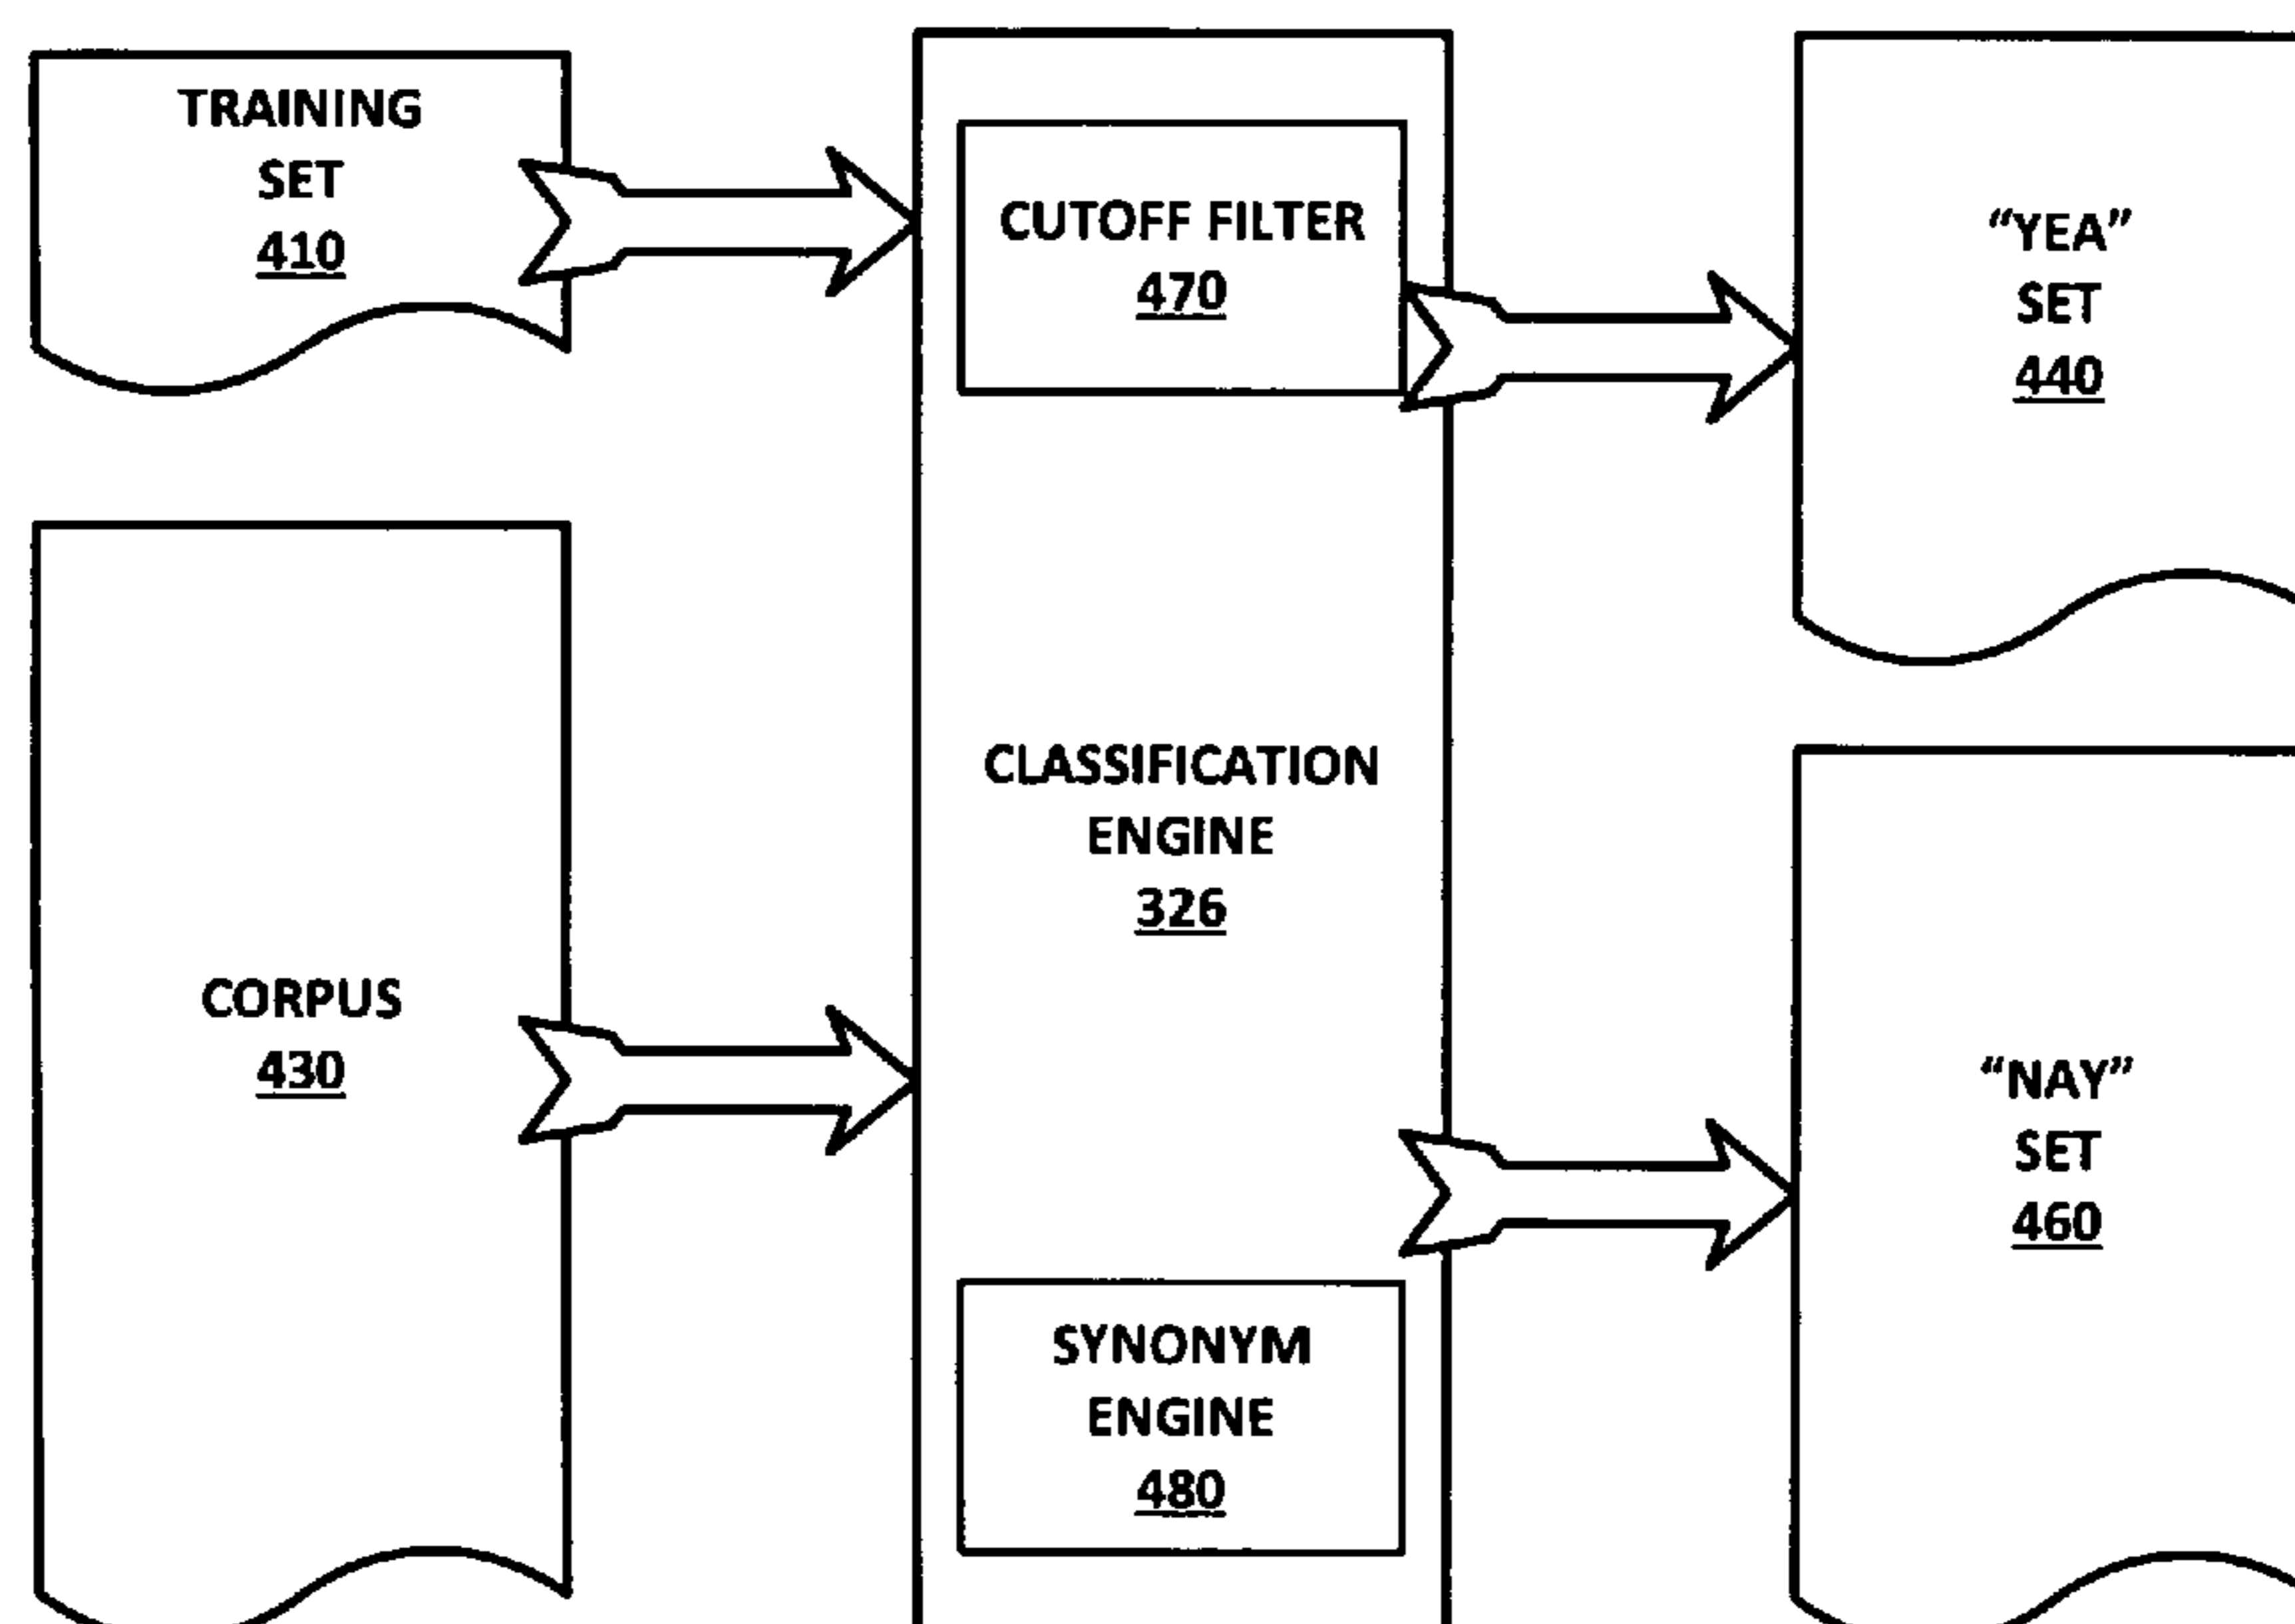 TRAINING
SET
410
CORPUS
430
CUTOFF FILTER
470
CLASSIFICATION
ENGINE
326
SYNONYM
ENGINE
480
“YEA”
SET
440
“NAY”
SET
460